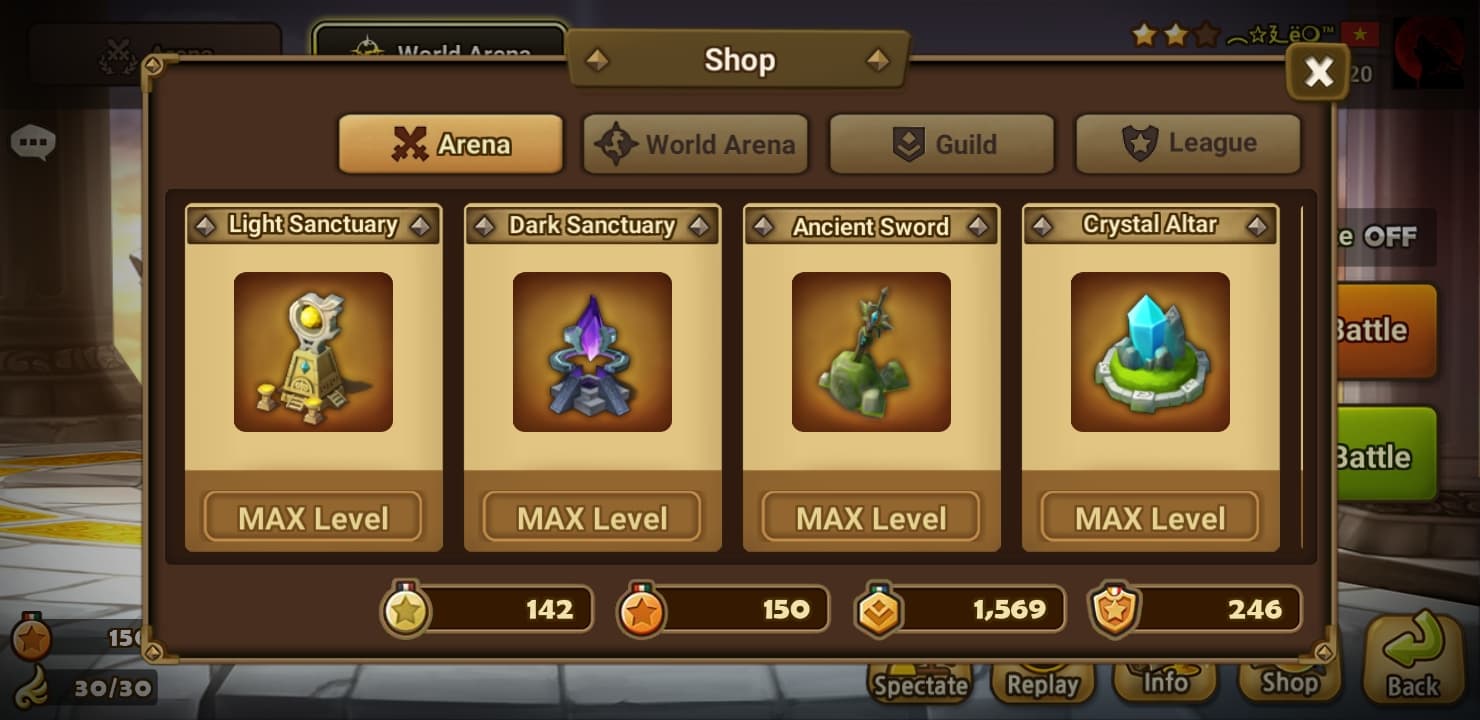 Arena
World Arena
Shop
20
Arena
World Arena
Guild
League
Light Sanctuary
Dark Sanctuary
Ancient Sword
Crystal Altar
OFF
Battle
MAX Level
MAX Level
MAX Level
MAX Level
Battle
142
150
1,569
246
150
30/30
Spectate
Replay
Info
Shop
Back